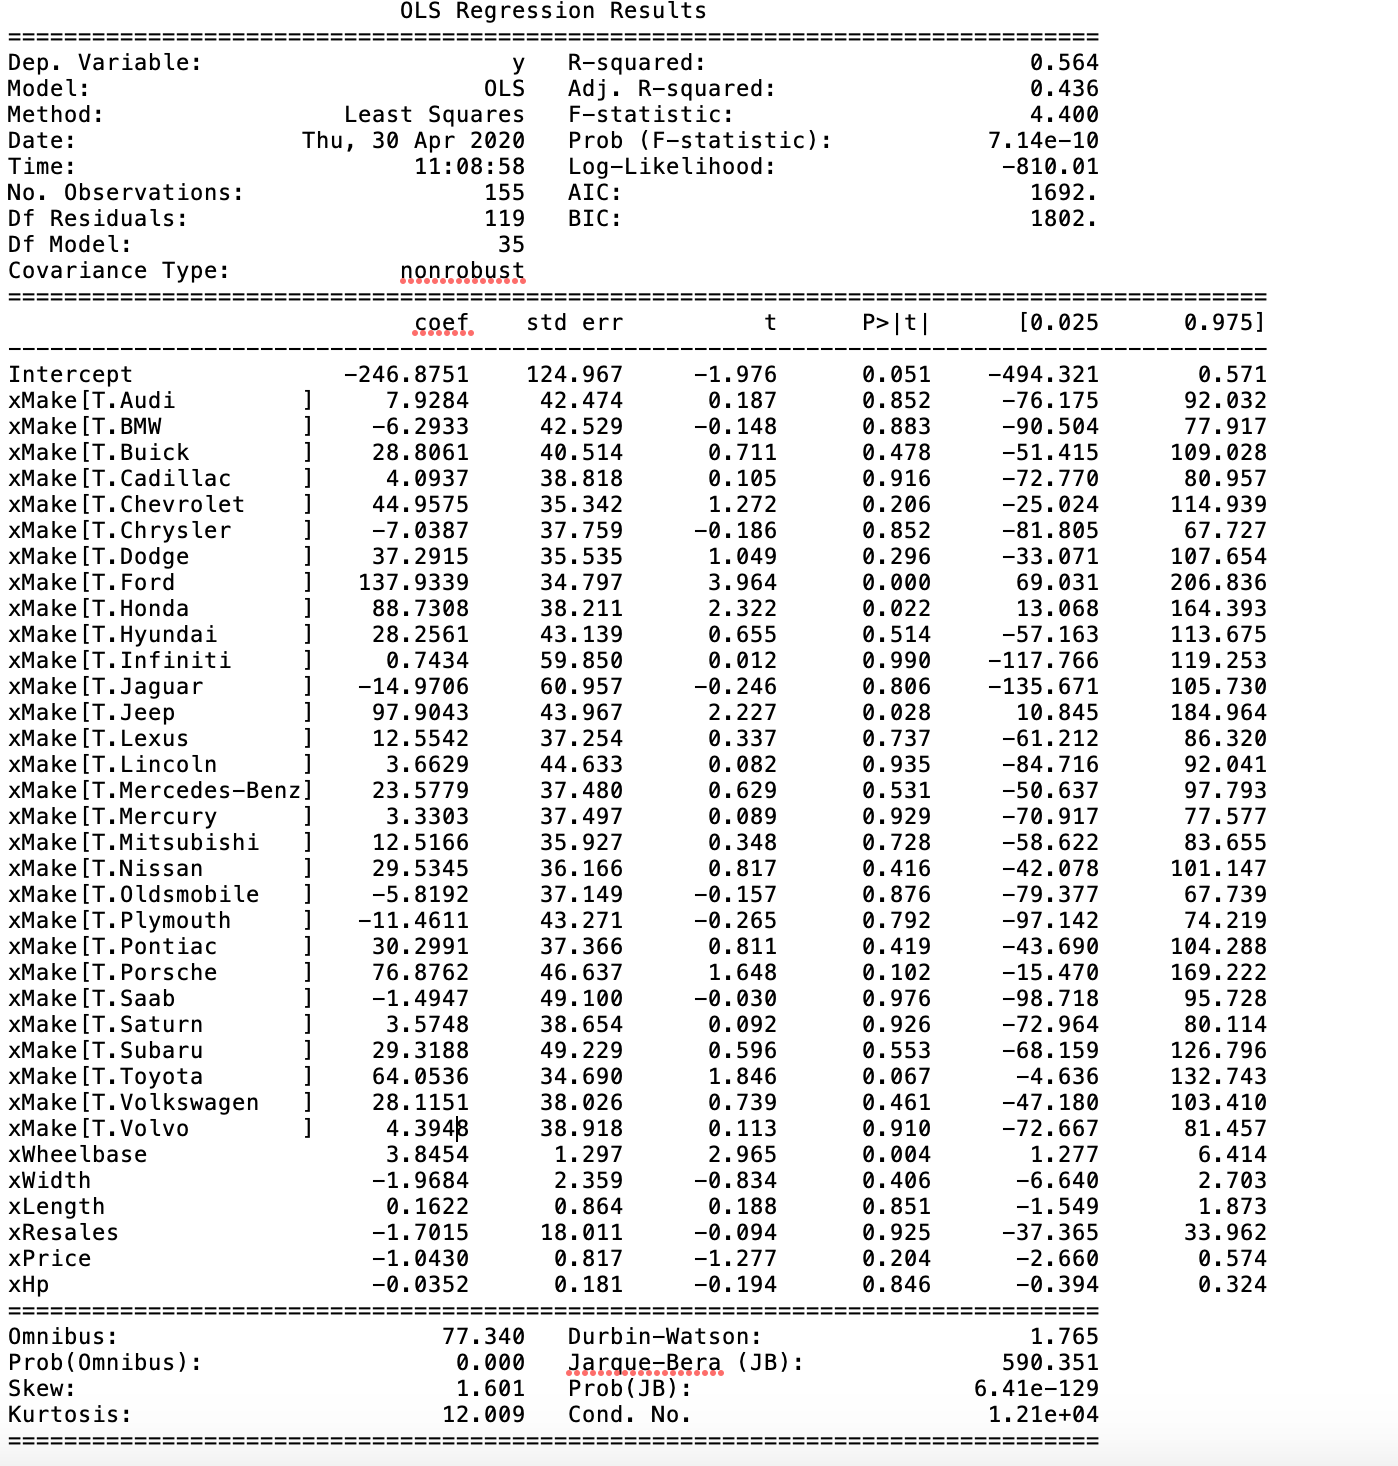 OLS Regression Results
==============================================================================
Dep. Variable: y R-squared: 0.564
Model: OLS Adj. R-squared: 0.436
Method: Least Squares F-statistic: 4.400
Date: Thu, 30 Apr 2020 Prob (F-statistic): 7.14e-10
Time: 11:08:58 Log-Likelihood: -810.01
No. Observations: 155 AIC: 1692.
Df Residuals: 119 BIC: 1802.
Df Model: 35
Covariance Type: nonrobust
==========================================================================================
coef std err t P>|t| [0.025 0.975]
------------------------------------------------------------------------------------------
Intercept -246.8751 124.967 -1.976 0.051 -494.321 0.571
xMake[T.Audi ] 7.9284 42.474 0.187 0.852 -76.175 92.032
xMake[T.BMW ] -6.2933 42.529 -0.148 0.883 -90.504 77.917
xMake[T.Buick ] 28.8061 40.514 0.711 0.478 -51.415 109.028
xMake[T.Cadillac ] 4.0937 38.818 0.105 0.916 -72.770 80.957
xMake[T.Chevrolet ] 44.9575 35.342 1.272 0.206 -25.024 114.939
xMake[T.Chrysler ] -7.0387 37.759 -0.186 0.852 -81.805 67.727
xMake[T.Dodge ] 37.2915 35.535 1.049 0.296 -33.071 107.654
xMake[T.Ford ] 137.9339 34.797 3.964 0.000 69.031 206.836
xMake[T.Honda ] 88.7308 38.211 2.322 0.022 13.068 164.393
xMake[T.Hyundai ] 28.2561 43.139 0.655 0.514 -57.163 113.675
xMake[T.Infiniti ] 0.7434 59.850 0.012 0.990 -117.766 119.253
xMake[T.Jaguar ] -14.9706 60.957 -0.246 0.806 -135.671 105.730
xMake[T.Jeep ] 97.9043 43.967 2.227 0.028 10.845 184.964
xMake[T.Lexus ] 12.5542 37.254 0.337 0.737 -61.212 86.320
xMake[T.Lincoln ] 3.6629 44.633 0.082 0.935 -84.716 92.041
xMake[T.Mercedes-Benz] 23.5779 37.480 0.629 0.531 -50.637 97.793
xMake[T.Mercury ] 3.3303 37.497 0.089 0.929 -70.917 77.577
xMake[T.Mitsubishi ] 12.5166 35.927 0.348 0.728 -58.622 83.655
xMake[T.Nissan ] 29.5345 36.166 0.817 0.416 -42.078 101.147
xMake[T.Oldsmobile ] -5.8192 37.149 -0.157 0.876 -79.377 67.739
xMake[T.Plymouth ] -11.4611 43.271 -0.265 0.792 -97.142 74.219
xMake[T.Pontiac ] 30.2991 37.366 0.811 0.419 -43.690 104.288
xMake[T.Porsche ] 76.8762 46.637 1.648 0.102 -15.470 169.222
xMake[T.Saab ] -1.4947 49.100 -0.030 0.976 -98.718 95.728
xMake[T.Saturn ] 3.5748 38.654 0.092 0.926 -72.964 80.114
xMake[T.Subaru ] 29.3188 49.229 0.596 0.553 -68.159 126.796
xMake[T.Toyota ] 64.0536 34.690 1.846 0.067 -4.636 132.743
xMake[T.Volkswagen ] 28.1151 38.026 0.739 0.461 -47.180 103.410
xMake[T.Volvo ] 4.3948 38.918 0.113 0.910 -72.667 81.457
xWheelbase 3.8454 1.297 2.965 0.004 1.277 6.414
xWidth -1.9684 2.359 -0.834 0.406 -6.640 2.703
xLength 0.1622 0.864 0.188 0.851 -1.549 1.873
xResales -1.7015 18.011 -0.094 0.925 -37.365 33.962
xPrice -1.0430 0.817 -1.277 0.204 -2.660 0.574
xHp -0.0352 0.181 -0.194 0.846 -0.394 0.324
==============================================================================
Omnibus: 77.340 Durbin-Watson: 1.765
Prob(Omnibus): 0.000 Jarque-Bera (JB): 590.351
Skew: 1.601 Prob(JB): 6.41e-129
Kurtosis: 12.009 Cond. No. 1.21e+04
==============================================================================